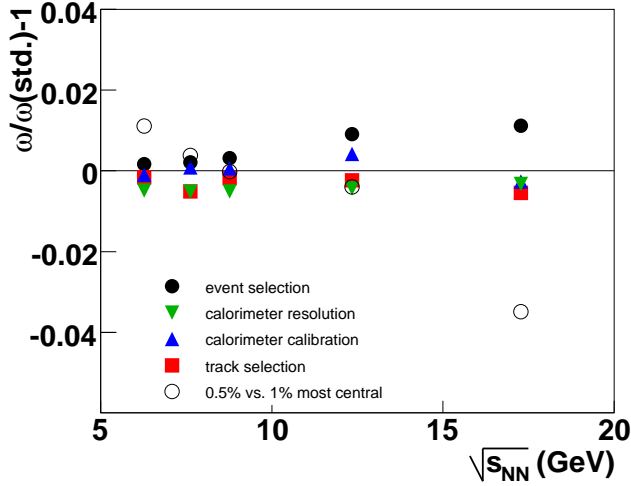 ω/ω(std.)-1
0.04
0.02
0
-0.02
-0.04
event selection
calorimeter resolution
calorimeter calibration
track selection
0.5% vs. 1% most central
5 10 15 20
√sNN (GeV)